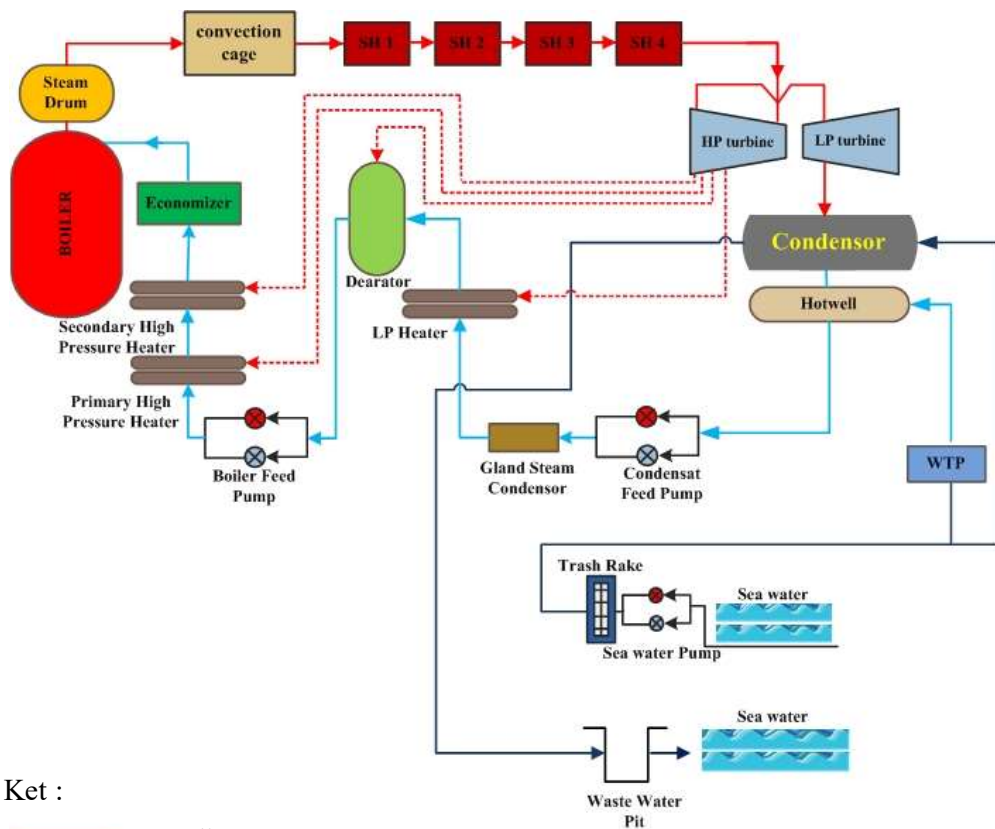 convection
cage
SH 1
SH 2
SH 3
SH 4
Steam
Drum
HP turbine
LP turbine
BOILER
Economizer
Condensor
Dearator
Hotwell
Secondary High
Pressure Heater
LP Heater
Primary High
Pressure Heater
WTP
Boiler Feed
Pump
Gland Steam
Condensor
Condensat
Feed Pump
Trash Rake
Sea water
Sea water Pump
Sea water
Ket :
Waste Water
Pit